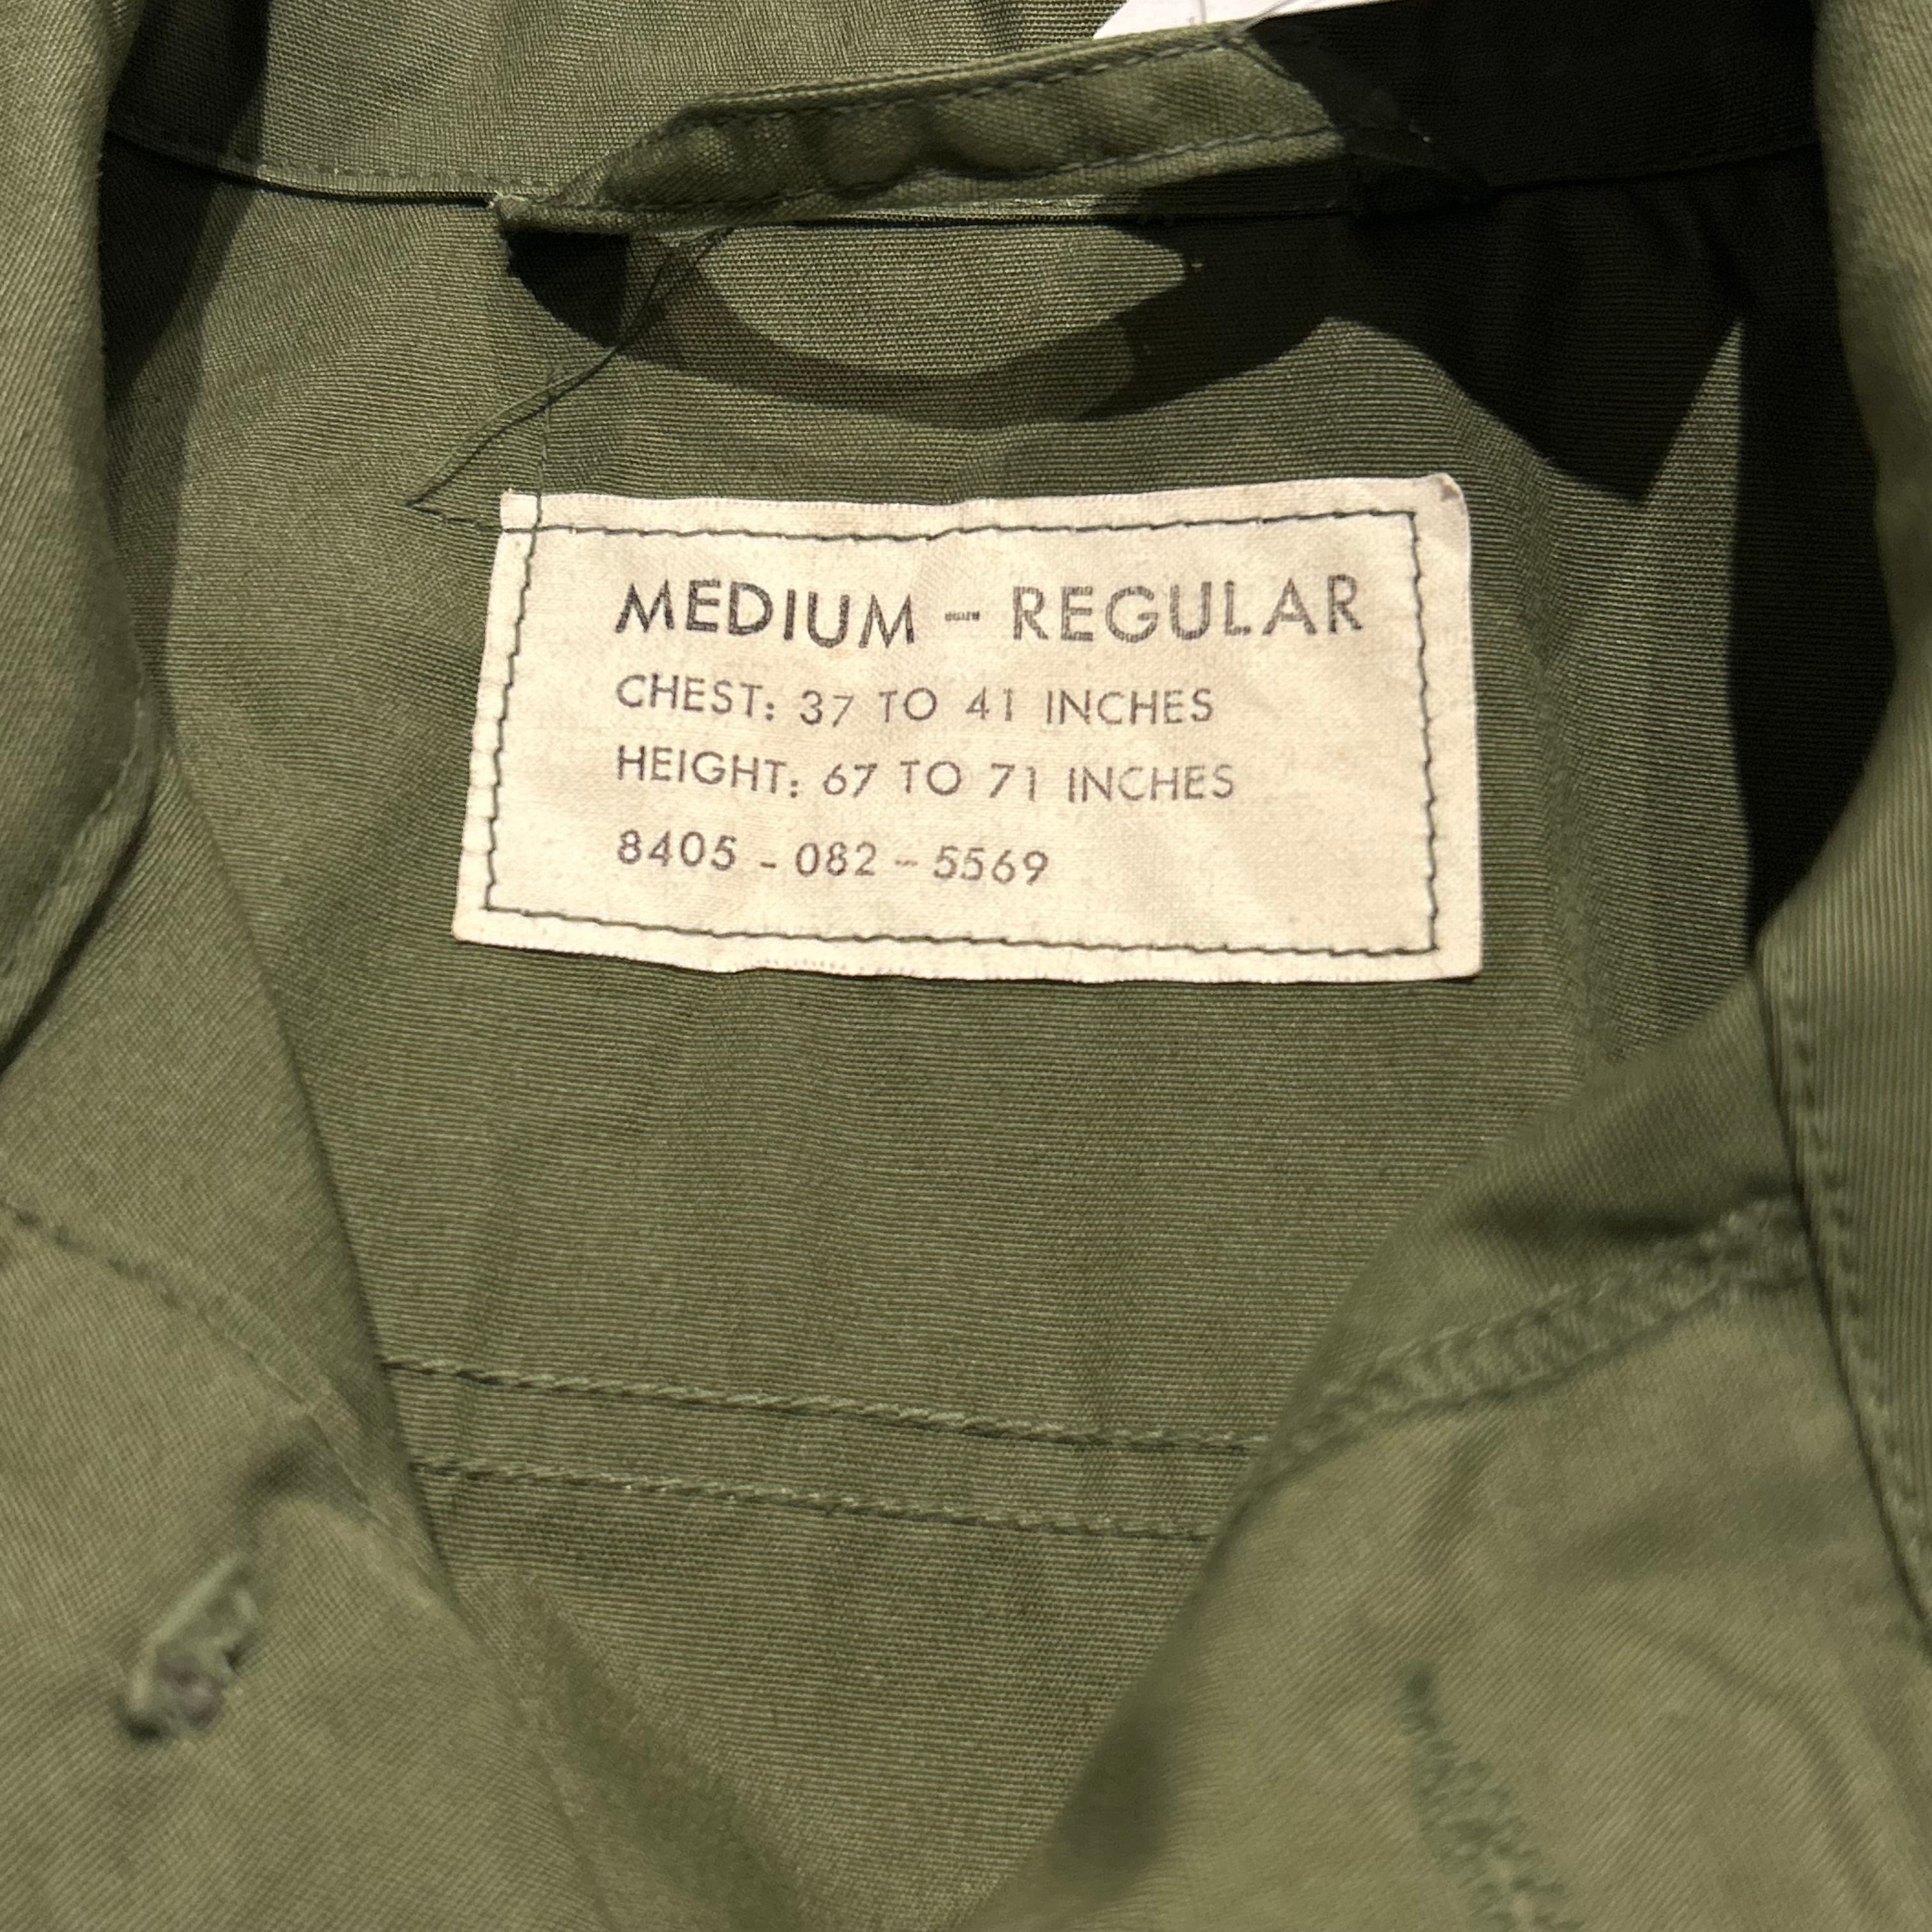 MEDIUM - REGULAR
CHEST: 37 TO 41 INCHES
HEIGHT: 67 TO 71 INCHES
8405 - 082 - 5569